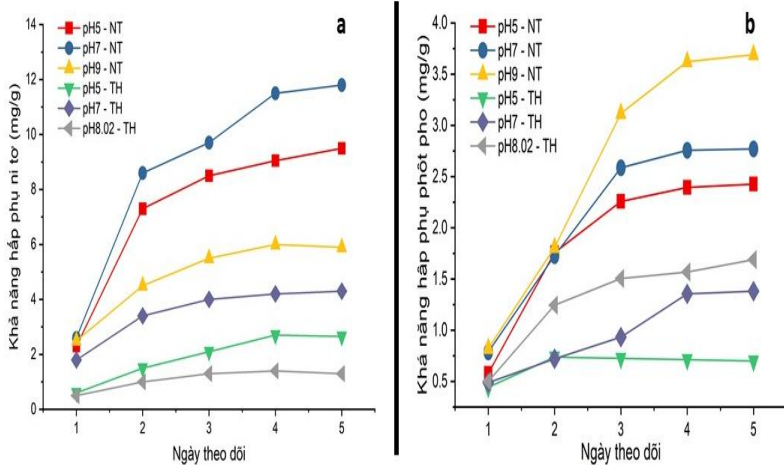 a
pH5 - NT
pH7 - NT
pH9 - NT
pH5 - TH
pH7 - TH
pH8.02 - TH
Khả năng hấp phụ ni tơ (mg/g)
14
12
10
8
6
4
2
0
1 2 3 4 5
Ngày theo dõi
b
pH5 - NT
pH7 - NT
pH9 - NT
pH5 - TH
pH7 - TH
pH8.02 - TH
Khả năng hấp phụ phôt pho (mg/g)
4.0
3.5
3.0
2.5
2.0
1.5
1.0
0.5
1 2 3 4 5
Ngày theo dõi